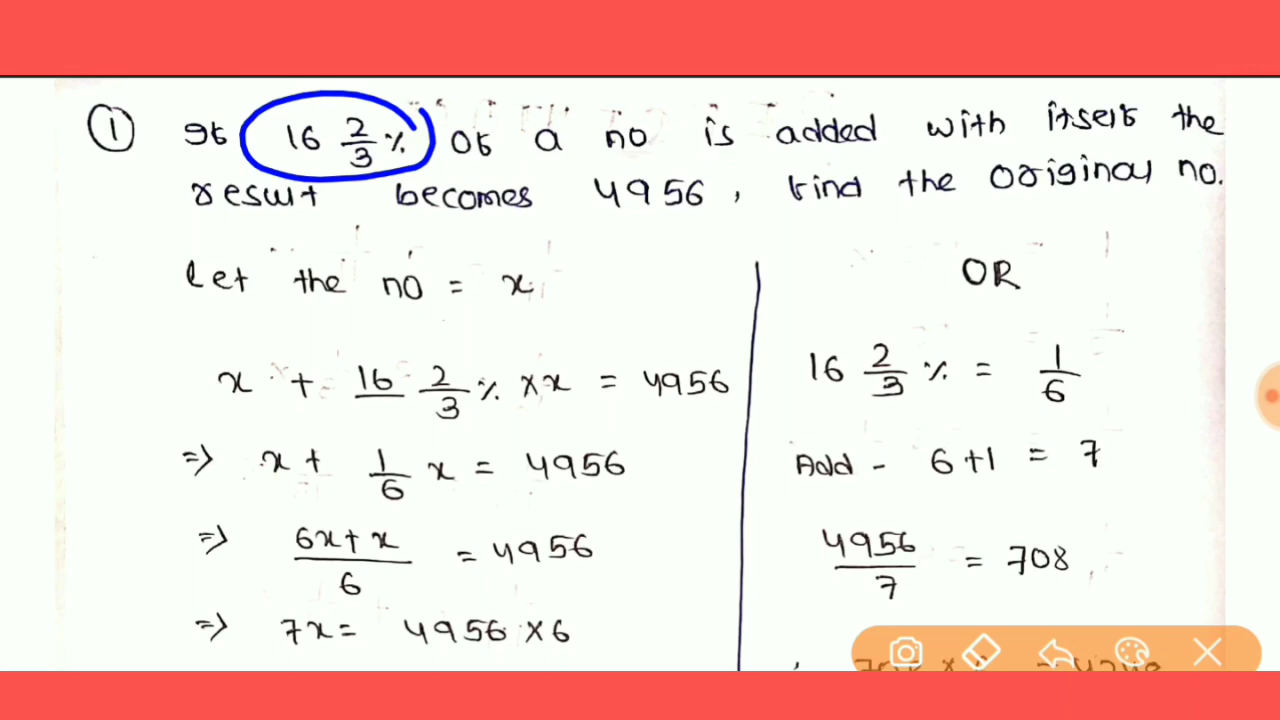 ① If 16 2/3 % of a no is added with itself the
result becomes 4956, find the original no.
Let the no = x
x + 16 2/3 % × x = 4956
⇒ x + 1/6 x = 4956
⇒ (6x + x)/6 = 4956
⇒ 7x = 4956 × 6
OR
16 2/3 % = 1/6
Add - 6+1 = 7
4956/7 = 708